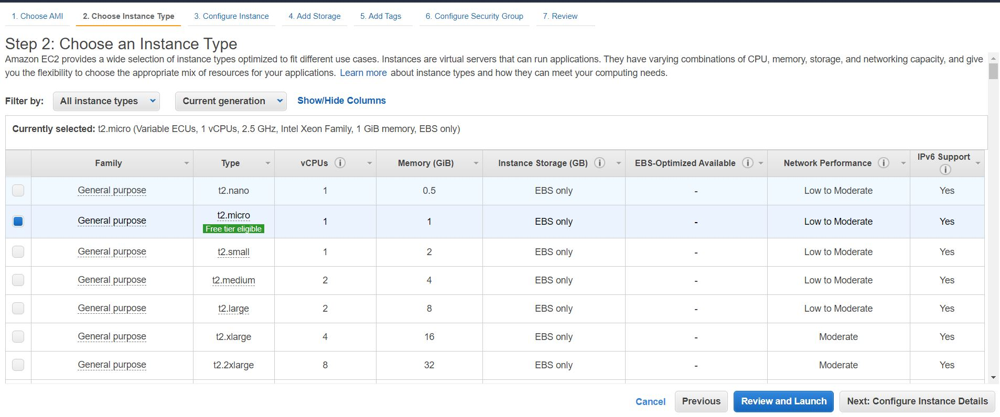 1. Choose AMI 2. Choose Instance Type 3. Configure Instance 4. Add Storage 5. Add Tags 6. Configure Security Group 7. Review
Step 2: Choose an Instance Type
Amazon EC2 provides a wide selection of instance types optimized to fit different use cases. Instances are virtual servers that can run applications. They have varying combinations of CPU, memory, storage, and networking capacity, and give
you the flexibility to choose the appropriate mix of resources for your applications. Learn more about instance types and how they can meet your computing needs.
Filter by: All instance types Current generation Show/Hide Columns
Currently selected: t2.micro (Variable ECUs, 1 vCPUs, 2.5 GHz, Intel Xeon Family, 1 GiB memory, EBS only)
Family Type vCPUs i Memory (GiB) Instance Storage (GB) i EBS-Optimized Available i Network Performance i IPv6 Support i
General purpose t2.nano 1 0.5 EBS only - Low to Moderate Yes
General purpose t2.micro Free tier eligible 1 1 EBS only - Low to Moderate Yes
General purpose t2.small 1 2 EBS only - Low to Moderate Yes
General purpose t2.medium 2 4 EBS only - Low to Moderate Yes
General purpose t2.large 2 8 EBS only - Low to Moderate Yes
General purpose t2.xlarge 4 16 EBS only - Moderate Yes
General purpose t2.2xlarge 8 32 EBS only - Moderate Yes
Cancel Previous Review and Launch Next: Configure Instance Details